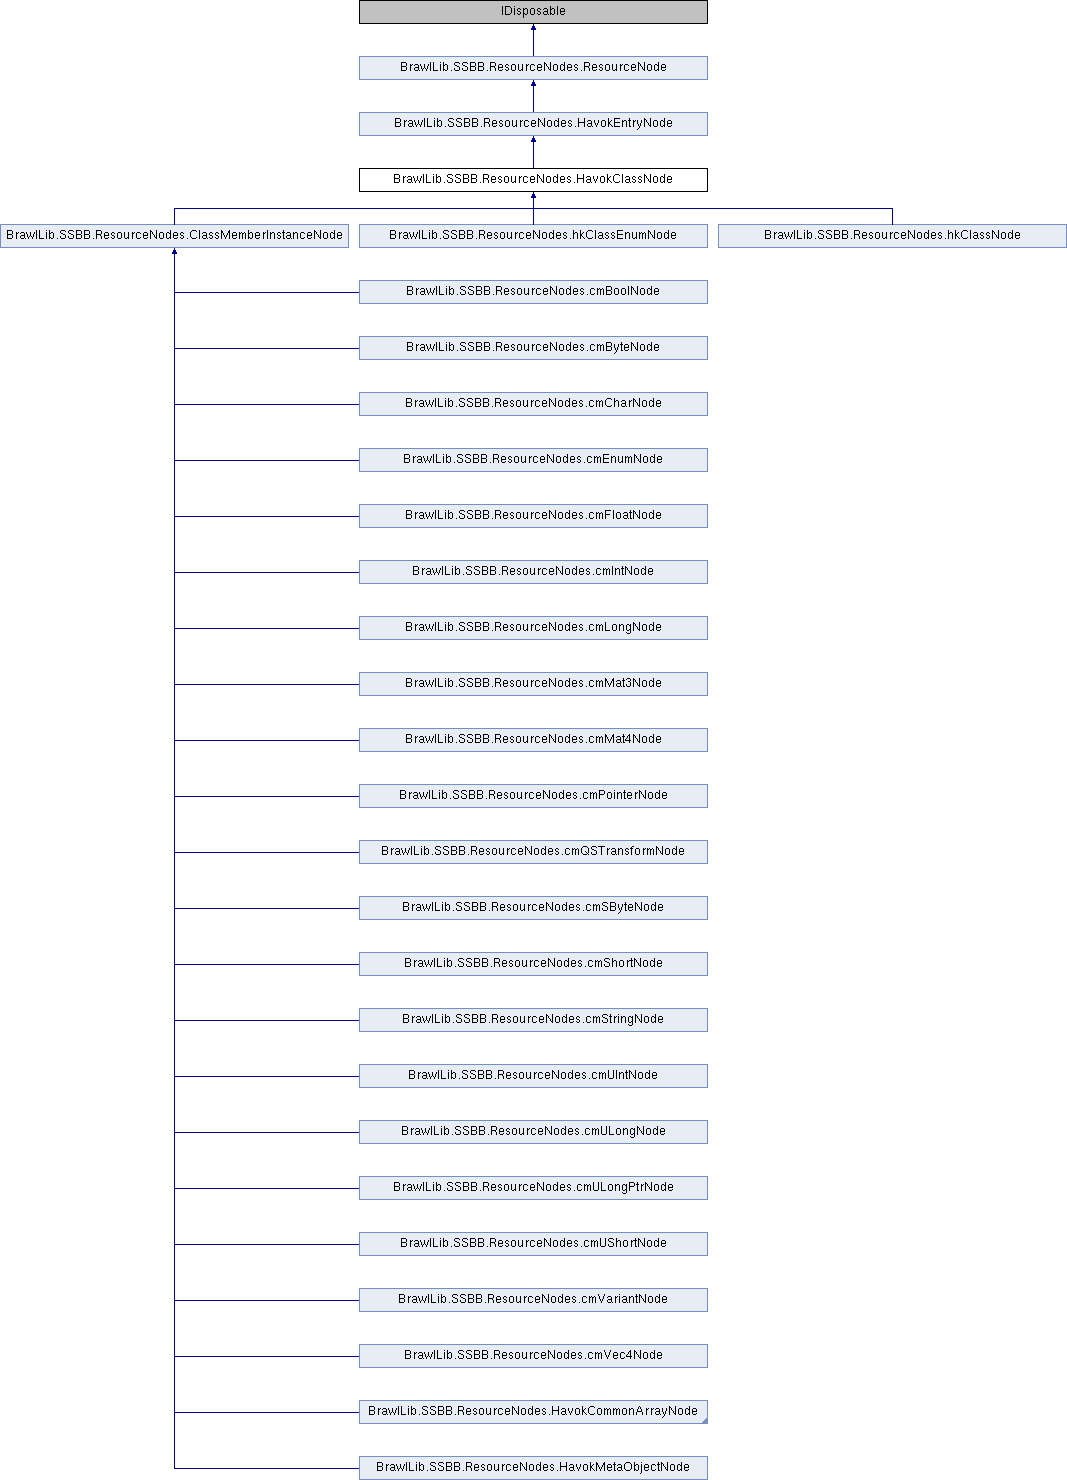 IDisposable
BrawlLib.SSBB.ResourceNodes.ResourceNode
BrawlLib.SSBB.ResourceNodes.HavokEntryNode
BrawlLib.SSBB.ResourceNodes.HavokClassNode
BrawlLib.SSBB.ResourceNodes.ClassMemberInstanceNode
BrawlLib.SSBB.ResourceNodes.hkClassEnumNode
BrawlLib.SSBB.ResourceNodes.hkClassNode
BrawlLib.SSBB.ResourceNodes.cmBoolNode
BrawlLib.SSBB.ResourceNodes.cmByteNode
BrawlLib.SSBB.ResourceNodes.cmCharNode
BrawlLib.SSBB.ResourceNodes.cmEnumNode
BrawlLib.SSBB.ResourceNodes.cmFloatNode
BrawlLib.SSBB.ResourceNodes.cmIntNode
BrawlLib.SSBB.ResourceNodes.cmLongNode
BrawlLib.SSBB.ResourceNodes.cmMat3Node
BrawlLib.SSBB.ResourceNodes.cmMat4Node
BrawlLib.SSBB.ResourceNodes.cmPointerNode
BrawlLib.SSBB.ResourceNodes.cmQSTransformNode
BrawlLib.SSBB.ResourceNodes.cmSByteNode
BrawlLib.SSBB.ResourceNodes.cmShortNode
BrawlLib.SSBB.ResourceNodes.cmStringNode
BrawlLib.SSBB.ResourceNodes.cmUIntNode
BrawlLib.SSBB.ResourceNodes.cmULongNode
BrawlLib.SSBB.ResourceNodes.cmULongPtrNode
BrawlLib.SSBB.ResourceNodes.cmUShortNode
BrawlLib.SSBB.ResourceNodes.cmVariantNode
BrawlLib.SSBB.ResourceNodes.cmVec4Node
BrawlLib.SSBB.ResourceNodes.HavokCommonArrayNode
BrawlLib.SSBB.ResourceNodes.HavokMetaObjectNode